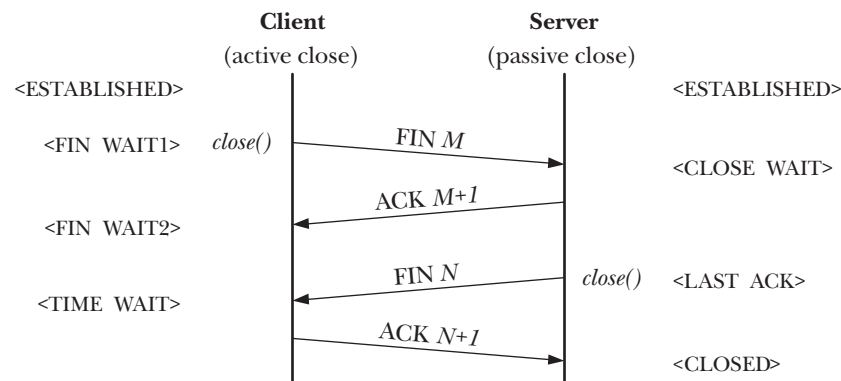 Client Server
(active close) (passive close)
<ESTABLISHED> <ESTABLISHED>
<FIN WAIT1> close() FIN M
<CLOSE WAIT>
ACK M+1
<FIN WAIT2>
FIN N close() <LAST ACK>
<TIME WAIT>
ACK N+1
<CLOSED>